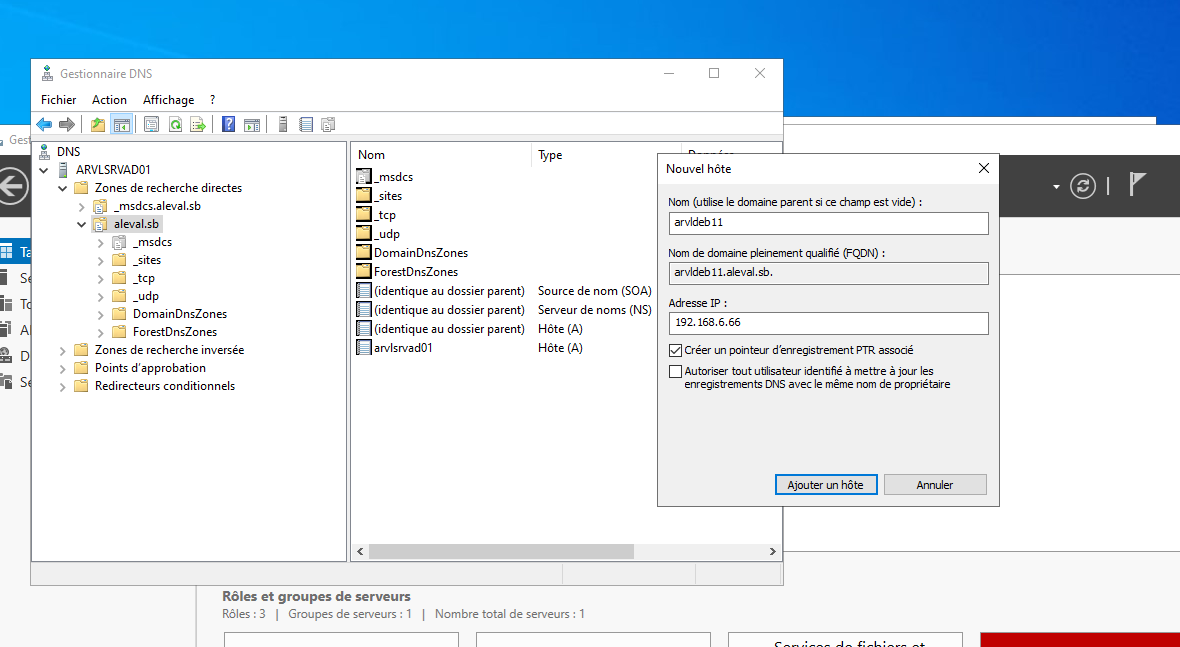 Gestionnaire DNS
Fichier Action Affichage ?
DNS
ARVLSRVAD01
Zones de recherche directes
_msdcs.aleval.sb
aleval.sb
_msdcs
_sites
_tcp
_udp
DomainDnsZones
ForestDnsZones
Zones de recherche inversée
Points d'approbation
Redirecteurs conditionnels
Nom Type
_msdcs
_sites
_tcp
_udp
DomainDnsZones
ForestDnsZones
(identique au dossier parent) Source de nom (SOA)
(identique au dossier parent) Serveur de noms (NS)
(identique au dossier parent) Hôte (A)
arvlsrvad01 Hôte (A)
Nouvel hôte
Nom (utilise le domaine parent si ce champ est vide) :
arvldeb11
Nom de domaine pleinement qualifié (FQDN) :
arvldeb11.aleval.sb.
Adresse IP :
192.168.6.66
Créer un pointeur d'enregistrement PTR associé
Autoriser tout utilisateur identifié à mettre à jour les
enregistrements DNS avec le même nom de propriétaire
Ajouter un hôte Annuler
Rôles et groupes de serveurs
Rôles : 3 | Groupes de serveurs : 1 | Nombre total de serveurs : 1
Services de fichiers et